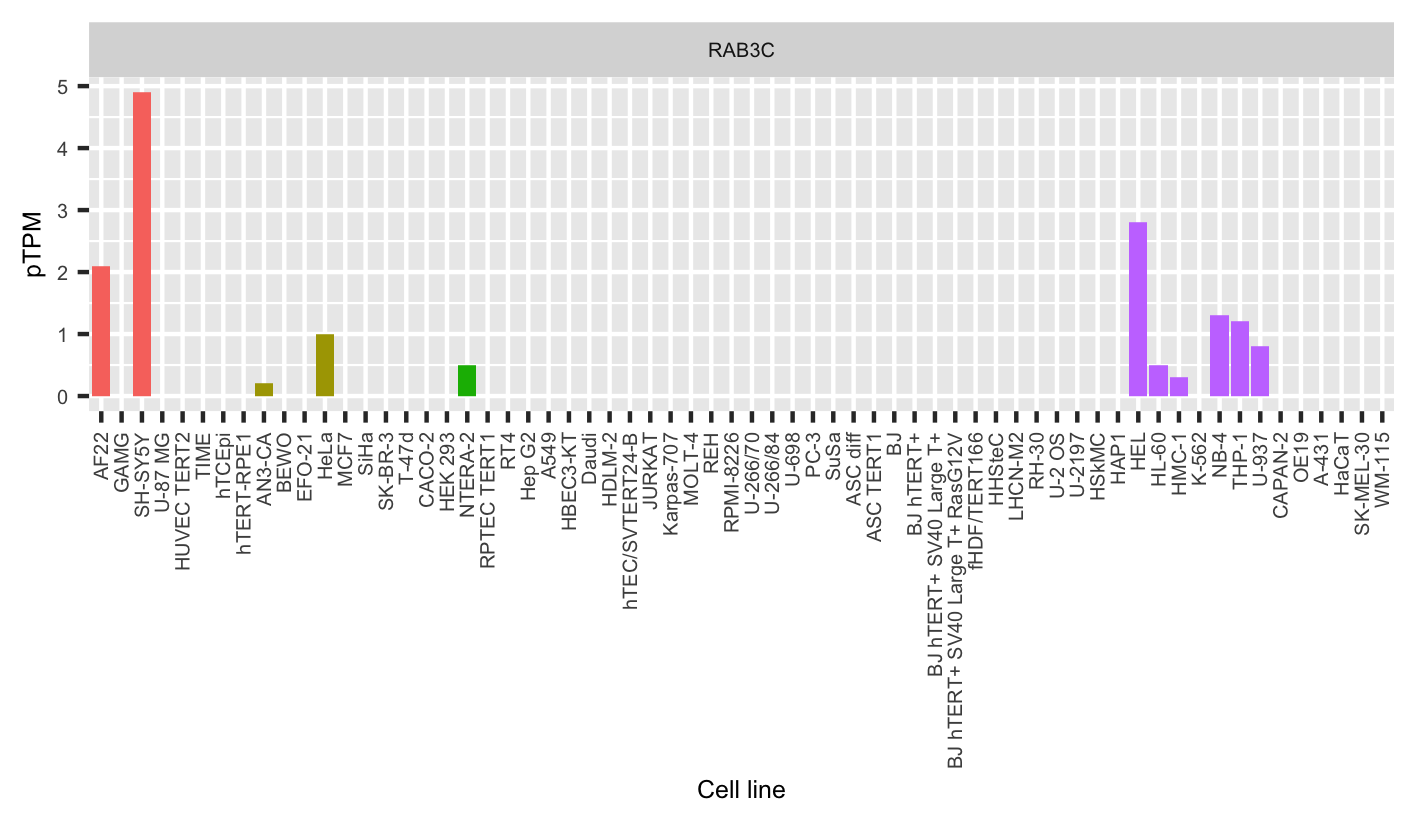 RAB3C
pTPM
5
4
3
2
1
0
AF22
GAMG
SH-SY5Y
U-87 MG
HUVEC TERT2
TIME
hTCEpi
hTERT-RPE1
AN3-CA
BEWO
EFO-21
HeLa
MCF7
SiHa
SK-BR-3
T-47d
CACO-2
HEK 293
NTERA-2
RPTEC TERT1
RT4
Hep G2
A549
HBEC3-KT
Daudi
HDLM-2
hTEC/SVTERT24-B
JURKAT
Karpas-707
MOLT-4
REH
RPMI-8226
U-266/70
U-266/84
U-698
PC-3
SuSa
ASC diff
ASC TERT1
BJ
BJ hTERT+
BJ hTERT+ SV40 Large T+
BJ hTERT+ SV40 Large T+ RasG12V
fHDF/TERT166
HHSteC
LHCN-M2
RH-30
U-2 OS
U-2197
HSkMC
HAP1
HEL
HL-60
HMC-1
K-562
NB-4
THP-1
U-937
CAPAN-2
OE19
A-431
HaCaT
SK-MEL-30
WM-115
Cell line